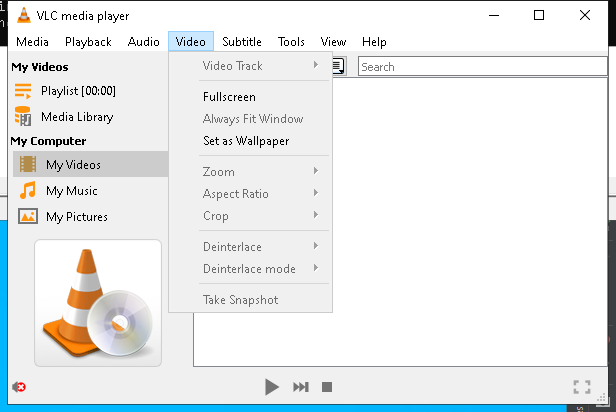 VLC media player
Media Playback Audio Video Subtitle Tools View Help
My Videos
Playlist [00:00]
Media Library
My Computer
My Videos
My Music
My Pictures
Video Track
Fullscreen
Always Fit Window
Set as Wallpaper
Zoom
Aspect Ratio
Crop
Deinterlace
Deinterlace mode
Take Snapshot
Search